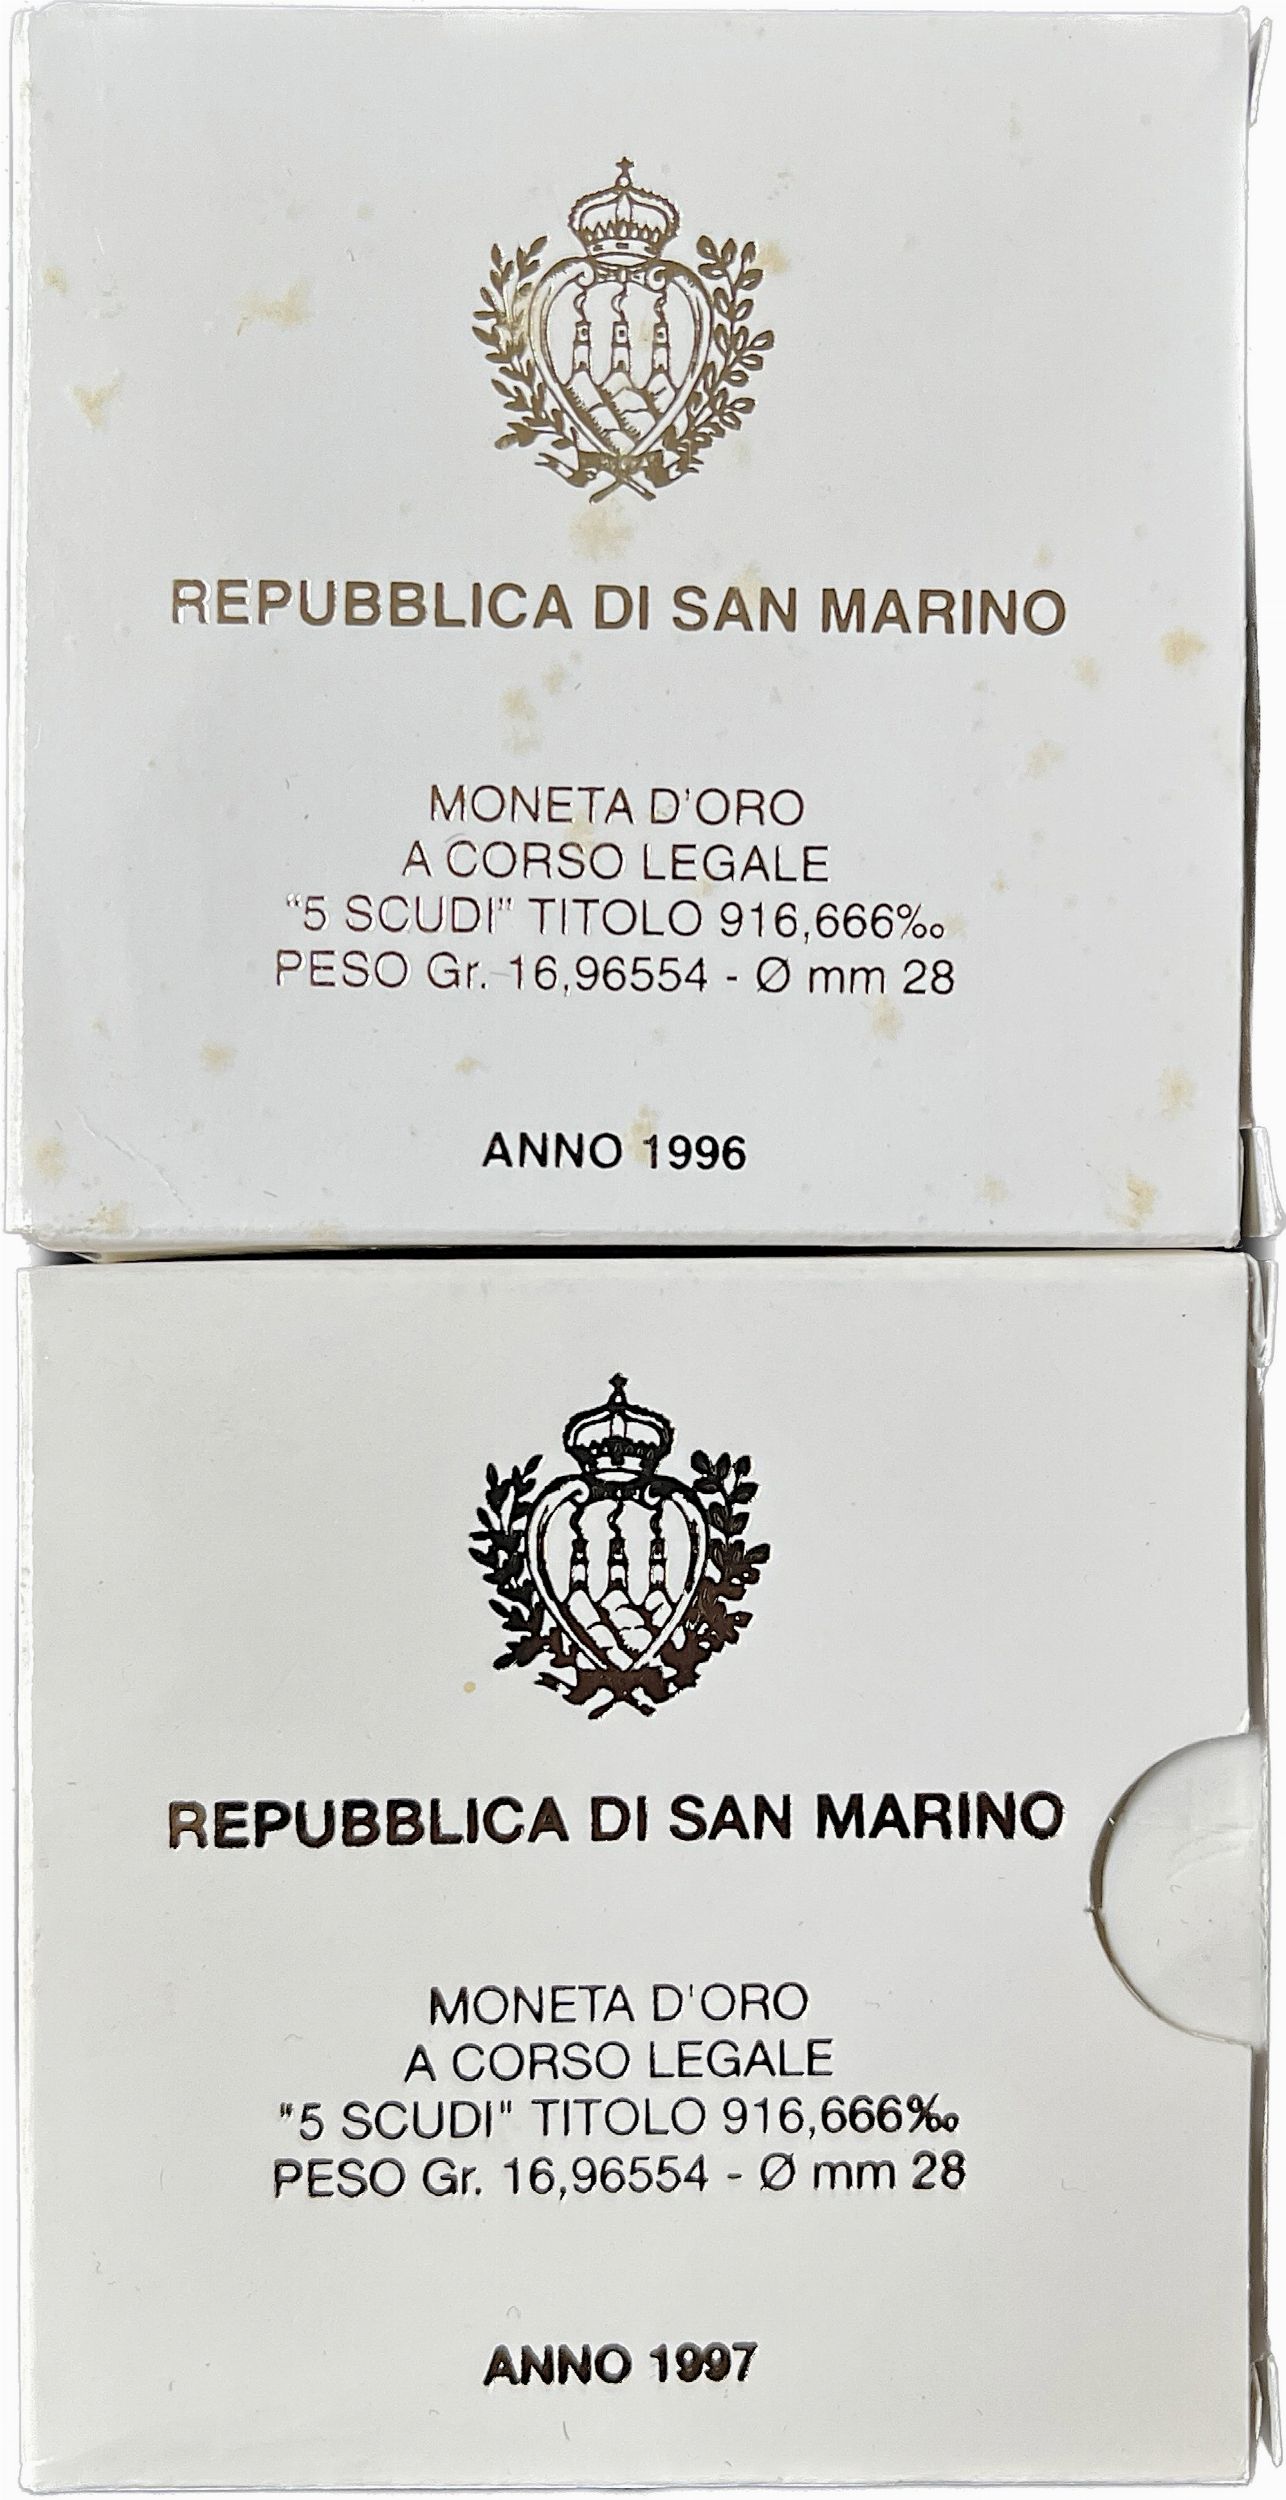 REPUBBLICA DI SAN MARINO
MONETA D'ORO
A CORSO LEGALE
“5 SCUDI” TITOLO 916,666‰
PESO Gr. 16,96554 - Ø mm 28
ANNO 1996
REPUBBLICA DI SAN MARINO
MONETA D'ORO
A CORSO LEGALE
"5 SCUDI" TITOLO 916,666‰
PESO Gr. 16,96554 - Ø mm 28
ANNO 1997